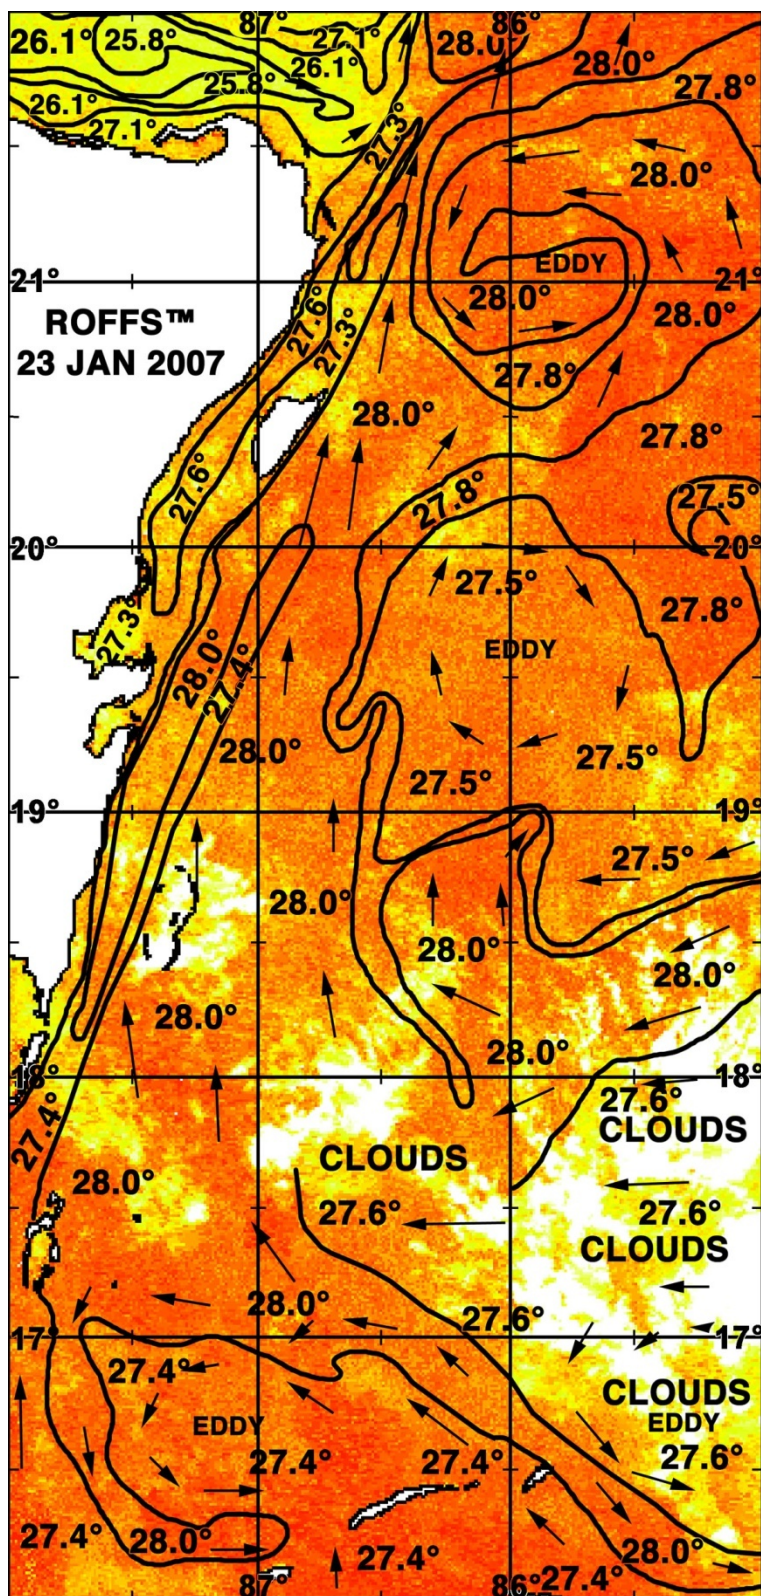 87° 86°
26.1° 25.8° 27.1° 28.0°
26.1° 28.0°
25.8° 27.8°
26.1°
27.1° 27.3°
28.0°
EDDY
21° 28.0° 21°
ROFFS™ 27.6° 28.0°
23 JAN 2007 27.3° 27.8°
28.0°
27.8°
27.6° 27.8° 27.5°
20° 20°
27.5°
27.3° 27.8°
28.0° EDDY
27.4°
28.0° 27.5° 27.5°
19° 19°
27.5°
28.0°
28.0° 28.0°
28.0°
28.0°
18° 18°
27.6°
27.4° CLOUDS
CLOUDS
28.0°
27.6° 27.6°
CLOUDS
28.0°
17° 27.6° 17°
27.4° CLOUDS
EDDY EDDY
27.4° 27.4° 27.6°
27.4° 28.0° 27.4° 28.0°
27.4°
87° 86°